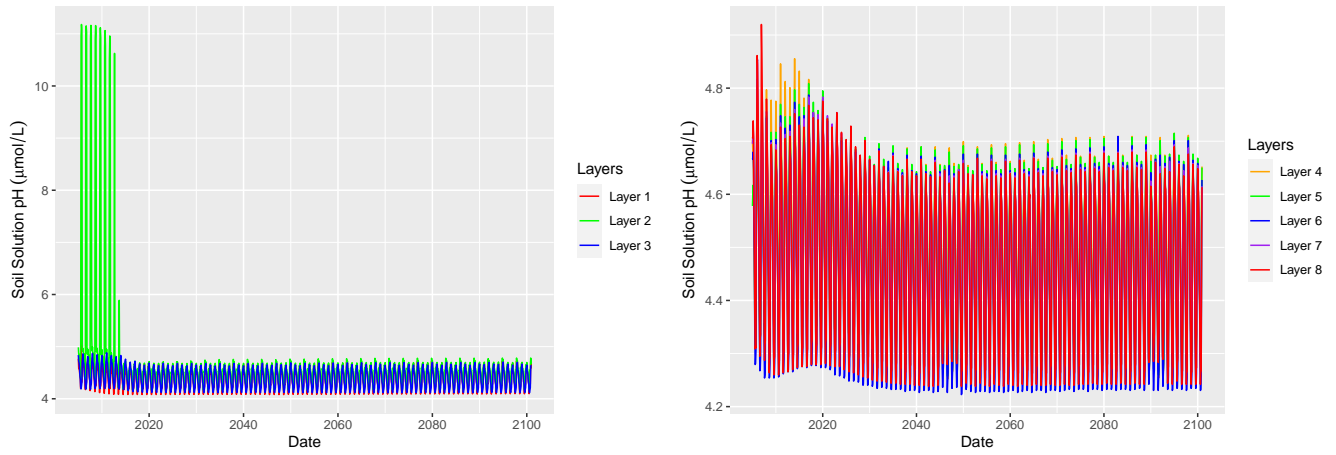 Soil Solution pH (μmol/L)
10
8
6
4
2020
2040
2060
2080
2100
Date
Layers
Layer 1
Layer 2
Layer 3
Soil Solution pH (μmol/L)
4.8
4.6
4.4
4.2
2020
2040
2060
2080
2100
Date
Layers
Layer 4
Layer 5
Layer 6
Layer 7
Layer 8